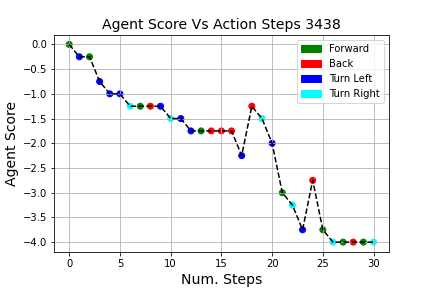 Agent Score Vs Action Steps 3438
Agent Score
0.0
−0.5
−1.0
−1.5
−2.0
−2.5
−3.0
−3.5
−4.0
Forward
Back
Turn Left
Turn Right
0 5 10 15 20 25 30
Num. Steps